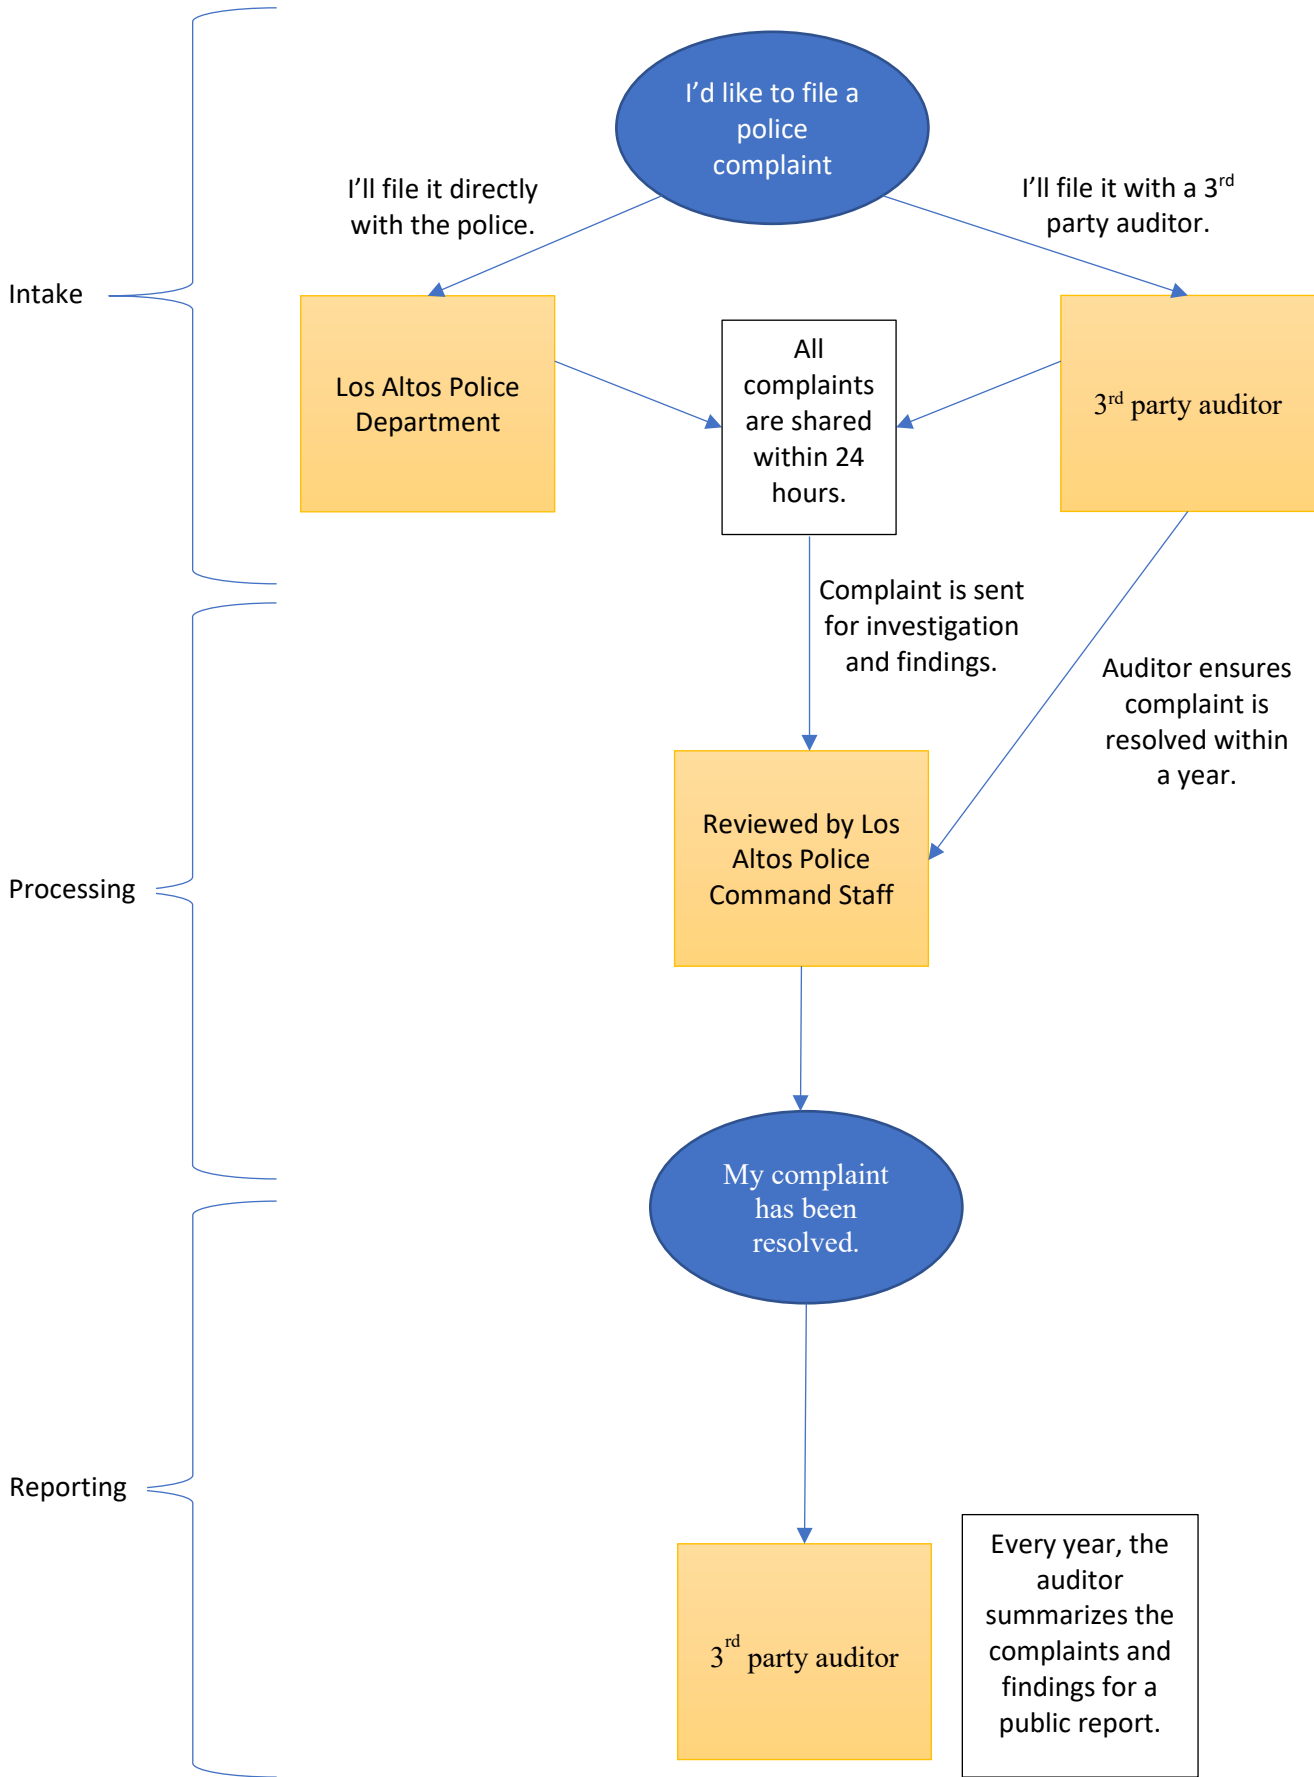 I’d like to file a
police
complaint
I’ll file it directly
with the police.
I’ll file it with a 3rd
party auditor.
Intake
Los Altos Police
Department
All
complaints
are shared
within 24
hours.
3rd party auditor
Complaint is sent
for investigation
and findings.
Auditor ensures
complaint is
resolved within
a year.
Processing
Reviewed by Los
Altos Police
Command Staff
My complaint
has been
resolved.
Reporting
3rd party auditor
Every year, the
auditor
summarizes the
complaints and
findings for a
public report.